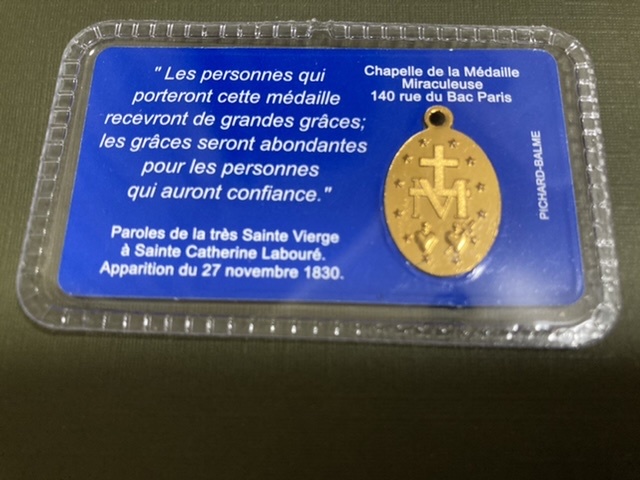 " Les personnes qui
porteront cette médaille
recevront de grandes grâces;
les grâces seront abondantes
pour les personnes
qui auront confiance."
Paroles de la très Sainte Vierge
à Sainte Catherine Labouré.
Apparition du 27 novembre 1830.
Chapelle de la Médaille
Miraculeuse
140 rue du Bac Paris
M
PICHARD-BALME